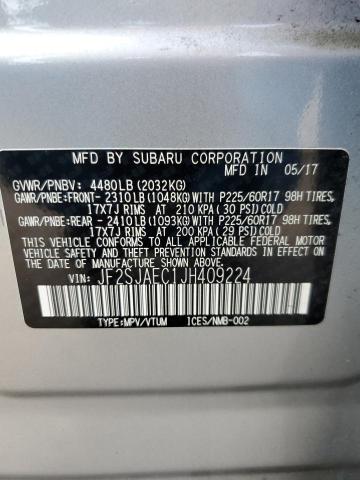 MFD. BY SUBARU CORPORATION 05/17
GVWR/PNBV: 4480LB(2032KG)
GAWR/PNBE:FRONT-2310LB(1048KG)WITH P225/60R17 98H TIRES,
17X7J RIMS AT 210 KPA(30 PSI)COLD
GAWR/PNBE:REAR -2410LB(1093KG)WITH P225/60R17 98H TIRES,
17X7J RIMS AT 200 KPA(29 PSI)COLD
THIS VEHICLE CONFORMS TO ALL APPLICABLE FEDERAL MOTOR
VEHICLE SAFETY, BUMPER, AND THEFT PREVENTION STANDARDS
IN EFFECT ON THE DATE OF MANUFACTURE SHOWN ABOVE.
VIN: JF2SJAEC1JH409224
TYPE:MPV/VTUM ICES/NMB-002